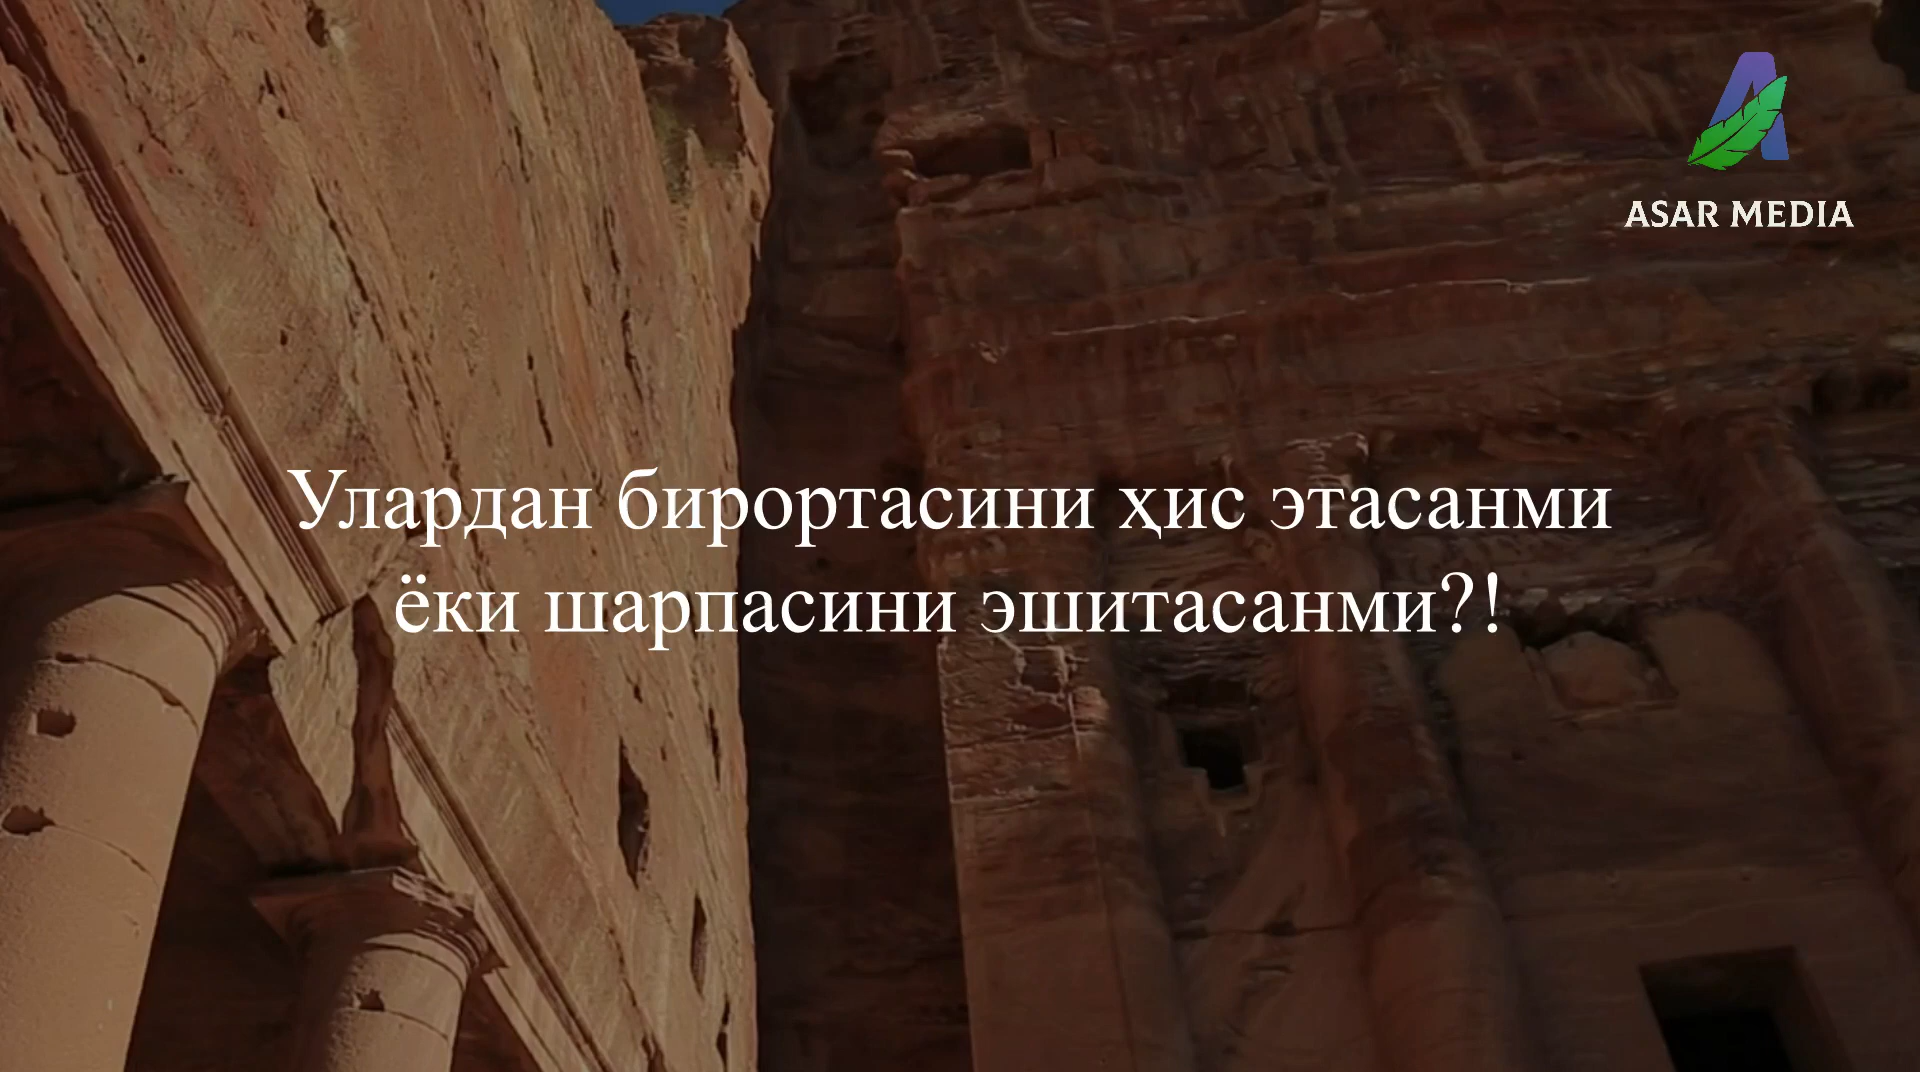 ASAR MEDIA
Улардан бирортасини ҳис этасанми
ёки шарпасини эшитасанми?!